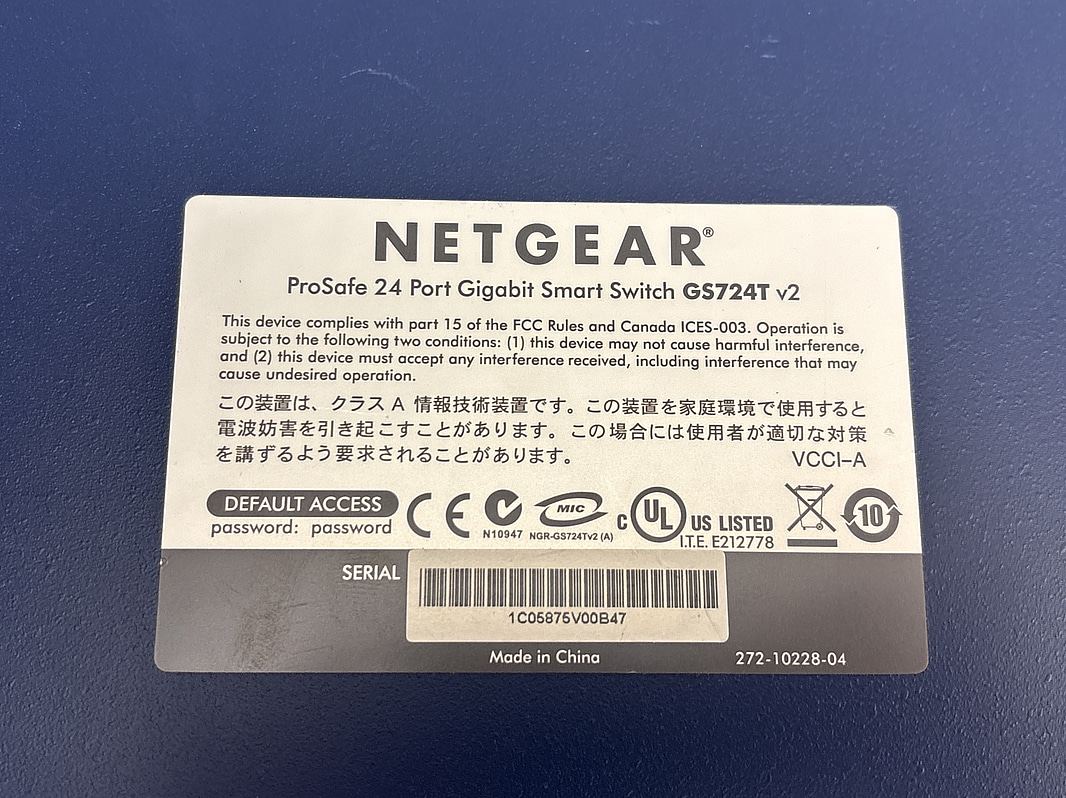 NETGEAR®
ProSafe 24 Port Gigabit Smart Switch GS724T v2
This device complies with part 15 of the FCC Rules and Canada ICES-003. Operation is
subject to the following two conditions: (1) this device may not cause harmful interference,
and (2) this device must accept any interference received, including interference that may
cause undesired operation.
この装置は、クラス A 情報技術装置です。この装置を家庭環境で使用すると
電波妨害を引き起こすことがあります。この場合には使用者が適切な対策
を講ずるよう要求されることがあります。
VCCI-A
DEFAULT ACCESS
password: password
CE
N10947
MIC
NGR-GS724Tv2 (A)
C UL US LISTED
I.T.E. E212778
10
SERIAL
1C05875V00B47
Made in China
272-10228-04